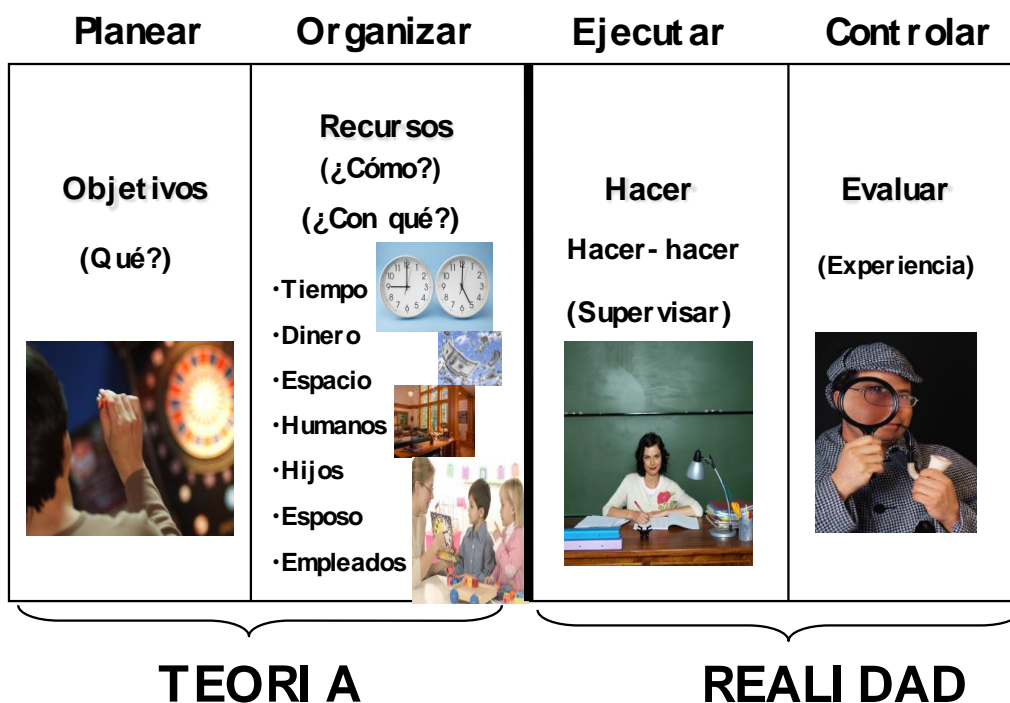 Planear
Organizar
Ejecutar
Controlar
Objetivos
(Qué?)
Recursos
(¿Cómo?)
(¿Con qué?)
·Tiempo
·Dinero
·Espacio
·Humanos
·Hijos
·Esposo
·Empleados
Hacer
Hacer- hacer
(Supervisar)
Evaluar
(Experiencia)
TEORIA
REALIDAD